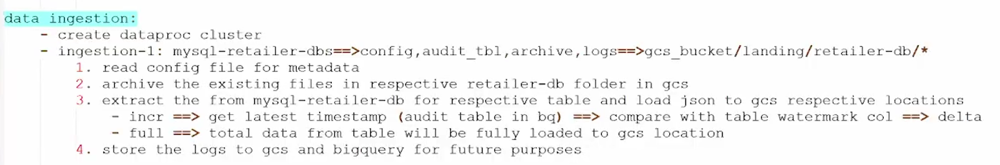 data ingestion:
- create dataproc cluster
- ingestion-1: mysql-retailer-dbs==>config,audit_tbl,archive,logs==>gcs_bucket/landing/retailer-db/*
1. read config file for metadata
2. archive the existing files in respective retailer-db folder in gcs
3. extract the from mysql-retailer-db for respective table and load json to gcs respective locations
- incr ==> get latest timestamp (audit table in bq) ==> compare with table watermark col ==> delta
- full ==> total data from table will be fully loaded to gcs location
4. store the logs to gcs and bigquery for future purposes